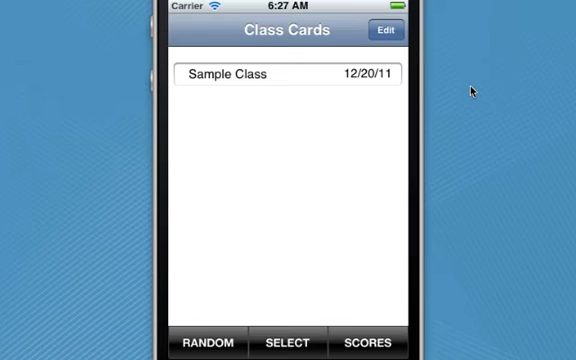 Carrier 6:27 AM
Class Cards Edit
Sample Class 12/20/11
RANDOM SELECT SCORES